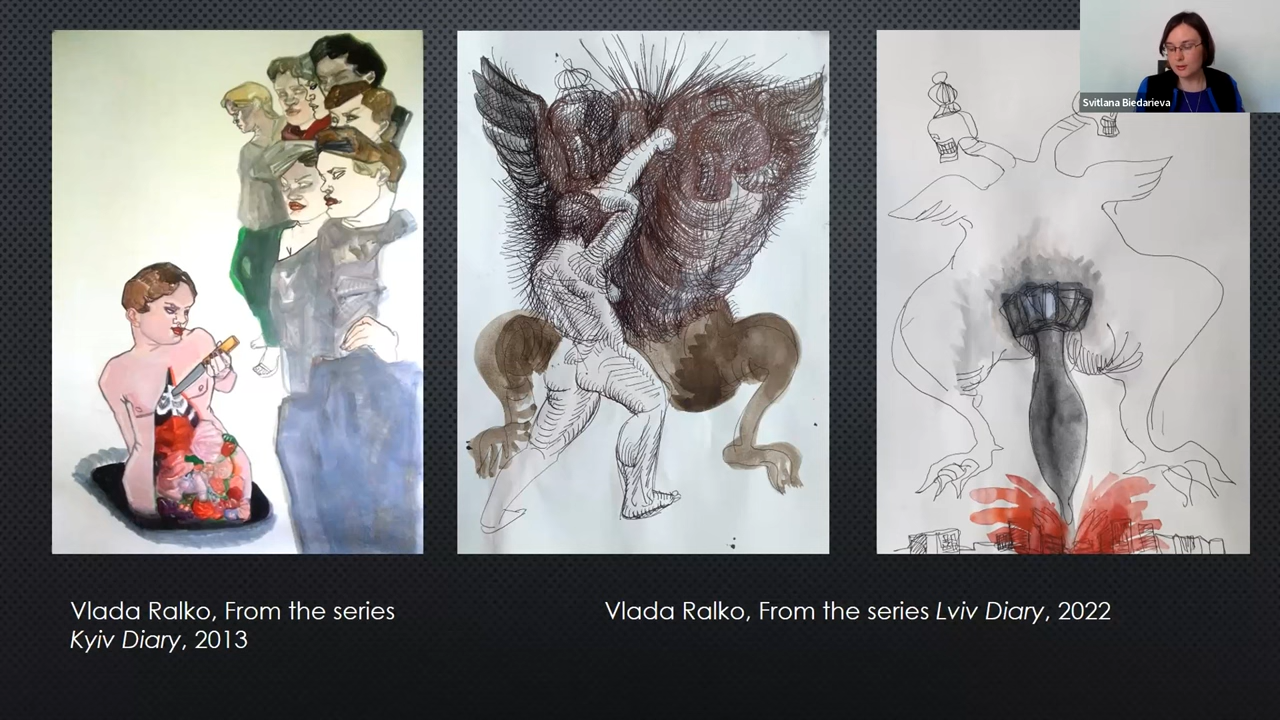 Svitlana Biedarieva
Vlada Ralko, From the series
Kyiv Diary, 2013
Vlada Ralko, From the series Lviv Diary, 2022